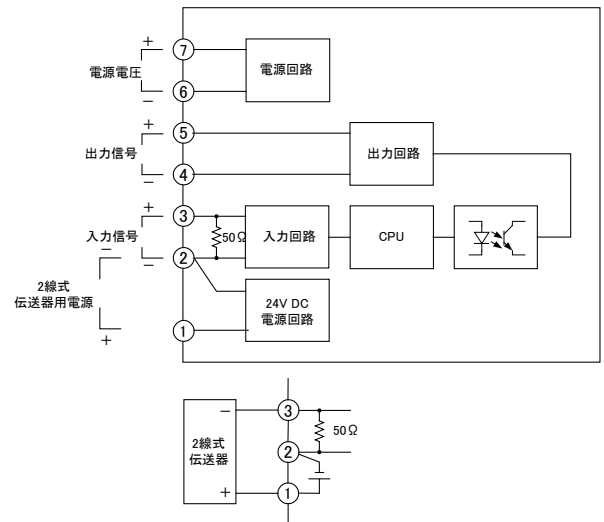 +
電源電圧
−
7
6
電源回路
+
出力信号
−
5
4
出力回路
+
入力信号
−
3
2
50Ω
入力回路
CPU
−
2線式
伝送器用電源
+
1
24V DC
電源回路
2線式
伝送器
−
+
3
2
1
50Ω